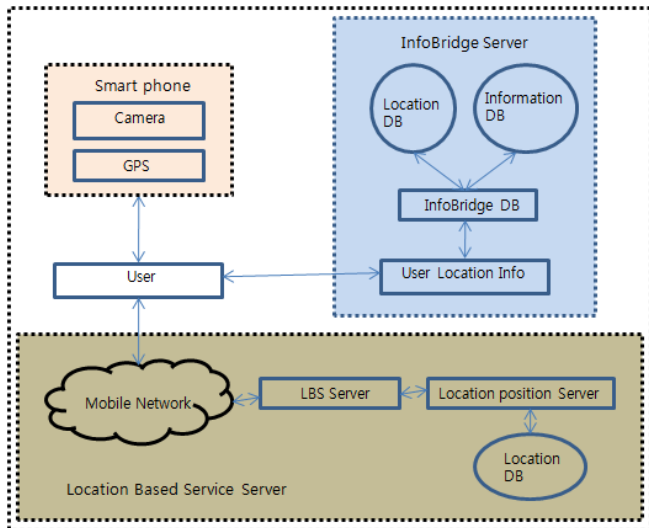 InfoBridge Server
Smart phone
Camera
GPS
Location
DB
Information
DB
InfoBridge DB
User
User Location Info
Mobile Network
LBS Server
Location position Server
Location
DB
Location Based Service Server